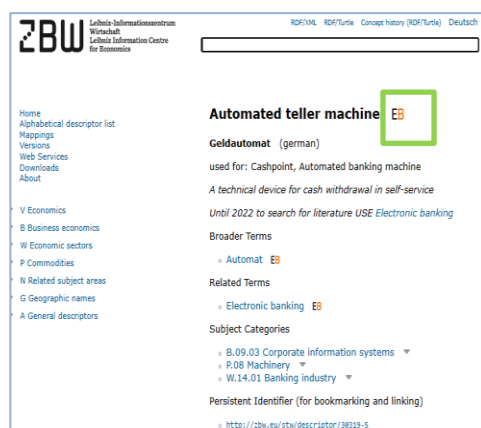 ZBW
Leibniz-Informationszentrum
Wirtschaft
Leibniz Information Centre
for Economics
RDF/XML RDF/Turtle Concept history (RDF/Turtle) Deutsch
Home
Alphabetical descriptor list
Mappings
Versions
Web Services
Downloads
About
V Economics
B Business economics
W Economic sectors
P Commodities
N Related subject areas
G Geographic names
A General descriptors
Automated teller machine EB
Geldautomat (german)
used for: Cashpoint, Automated banking machine
A technical device for cash withdrawal in self-service
Until 2022 to search for literature USE Electronic banking
Broader Terms
Automat EB
Related Terms
Electronic banking EB
Subject Categories
B.09.03 Corporate information systems
P.08 Machinery
W.14.01 Banking industry
Persistent Identifier (for bookmarking and linking)
http://zbw.eu/stw/descriptor/30319-5